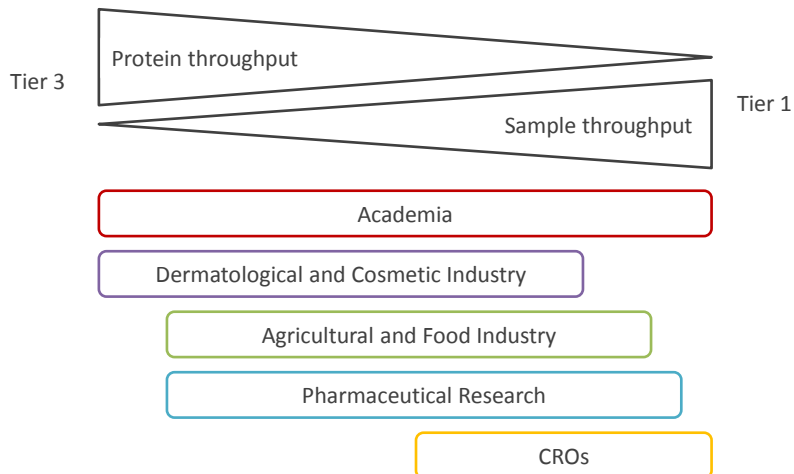 Protein throughput
Tier 3
Tier 1
Sample throughput
Academia
Dermatological and Cosmetic Industry
Agricultural and Food Industry
Pharmaceutical Research
CROs